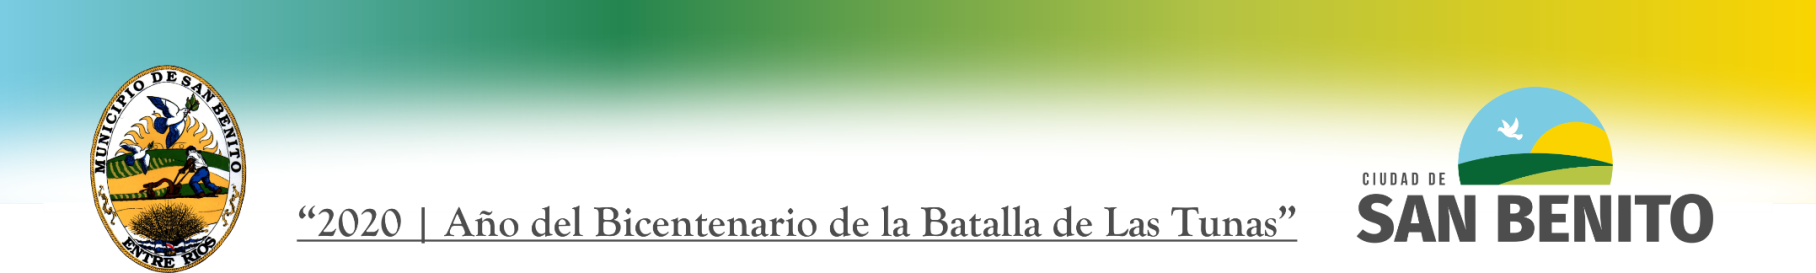 MUNICIPIO DE SAN BENITO
ENTRE RIOS
“2020 | Año del Bicentenario de la Batalla de Las Tunas”
CIUDAD DE
SAN BENITO